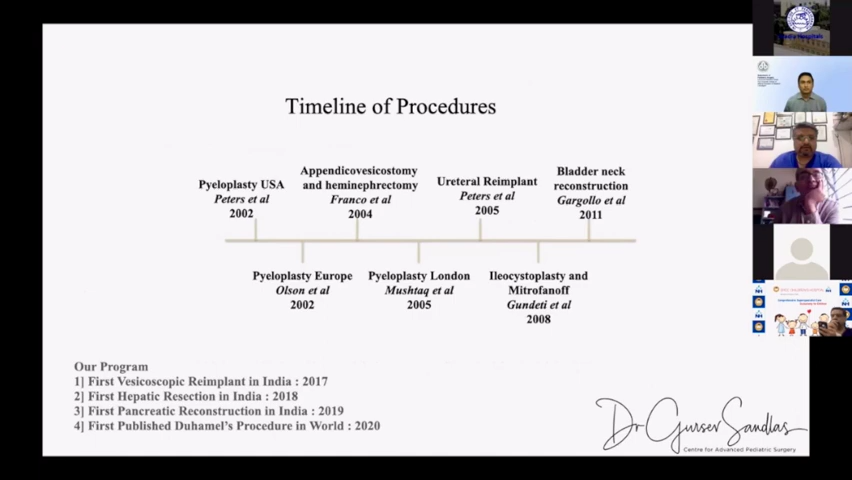 Timeline of Procedures
Pyeloplasty USA
Peters et al
2002
Appendicovesicostomy
and heminephrectomy
Franco et al
2004
Ureteral Reimplant
Peters et al
2005
Bladder neck
reconstruction
Gargollo et al
2011
Pyeloplasty Europe
Olson et al
2002
Pyeloplasty London
Mushtaq et al
2005
Ileocystoplasty and
Mitrofanoff
Gundeti et al
2008
Our Program
1] First Vesicoscopic Reimplant in India : 2017
2] First Hepatic Resection in India : 2018
3] First Pancreatic Reconstruction in India : 2019
4] First Published Duhamel's Procedure in World : 2020
Dr Gursev Sandlas
Centre for Advanced Pediatric Surgery